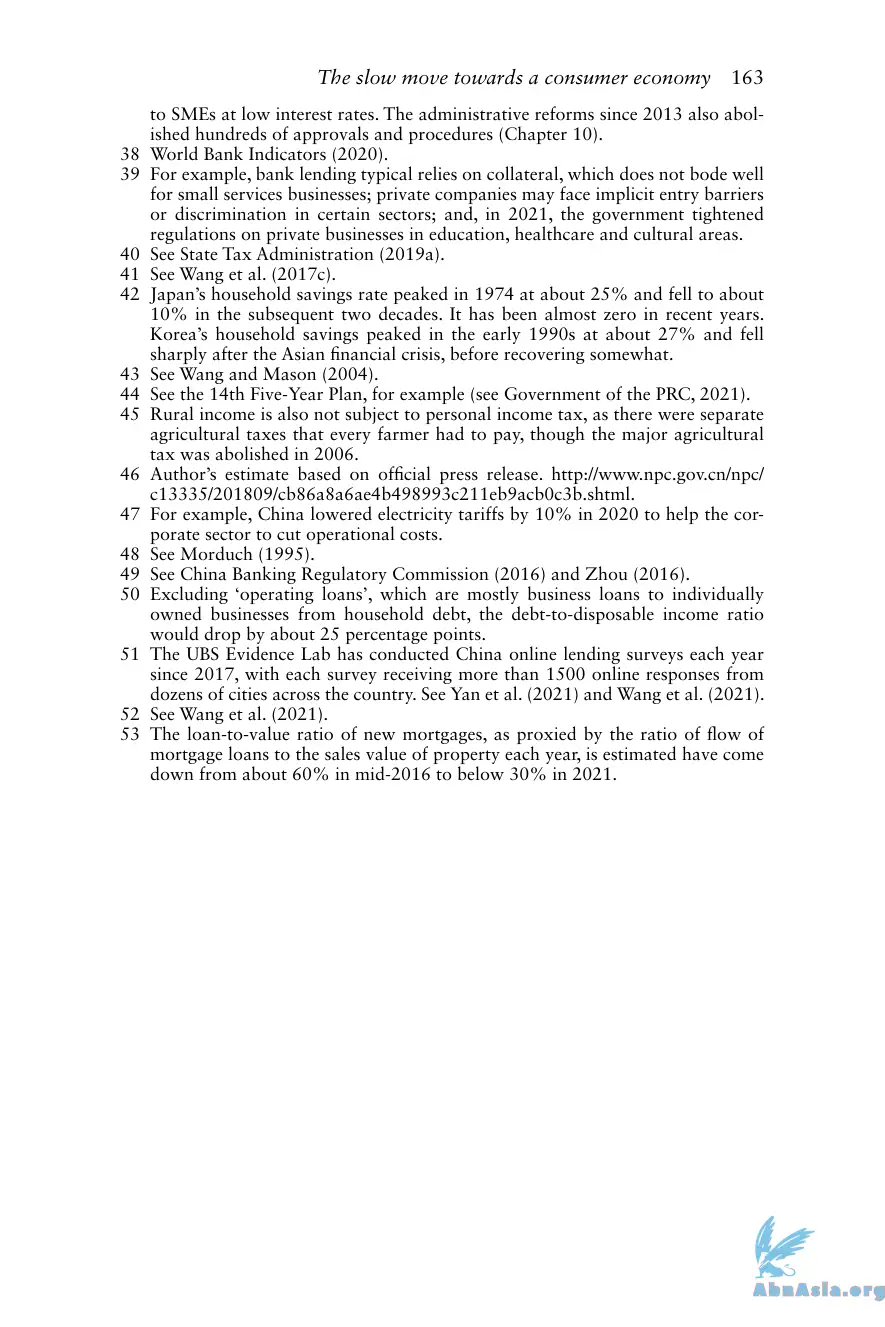 The slow move towards a consumer economy 163
to SMEs at low interest rates. The administrative reforms since 2013 also abol-
ished hundreds of approvals and procedures (Chapter 10).
38 World Bank Indicators (2020).
39 For example, bank lending typical relies on collateral, which does not bode well
for small services businesses; private companies may face implicit entry barriers
or discrimination in certain sectors; and, in 2021, the government tightened
regulations on private businesses in education, healthcare and cultural areas.
40 See State Tax Administration (2019a).
41 See Wang et al. (2017c).
42 Japan’s household savings rate peaked in 1974 at about 25% and fell to about
10% in the subsequent two decades. It has been almost zero in recent years.
Korea’s household savings peaked in the early 1990s at about 27% and fell
sharply after the Asian financial crisis, before recovering somewhat.
43 See Wang and Mason (2004).
44 See the 14th Five-Year Plan, for example (see Government of the PRC, 2021).
45 Rural income is also not subject to personal income tax, as there were separate
agricultural taxes that every farmer had to pay, though the major agricultural
tax was abolished in 2006.
46 Author’s estimate based on official press release. http://www.npc.gov.cn/npc/
c13335/201809/cb86a8a6ae4b498993c211eb9acb0c3b.shtml.
47 For example, China lowered electricity tariffs by 10% in 2020 to help the cor-
porate sector to cut operational costs.
48 See Morduch (1995).
49 See China Banking Regulatory Commission (2016) and Zhou (2016).
50 Excluding ‘operating loans’, which are mostly business loans to individually
owned businesses from household debt, the debt-to-disposable income ratio
would drop by about 25 percentage points.
51 The UBS Evidence Lab has conducted China online lending surveys each year
since 2017, with each survey receiving more than 1500 online responses from
dozens of cities across the country. See Yan et al. (2021) and Wang et al. (2021).
52 See Wang et al. (2021).
53 The loan-to-value ratio of new mortgages, as proxied by the ratio of flow of
mortgage loans to the sales value of property each year, is estimated have come
down from about 60% in mid-2016 to below 30% in 2021.
AbnAsia.org